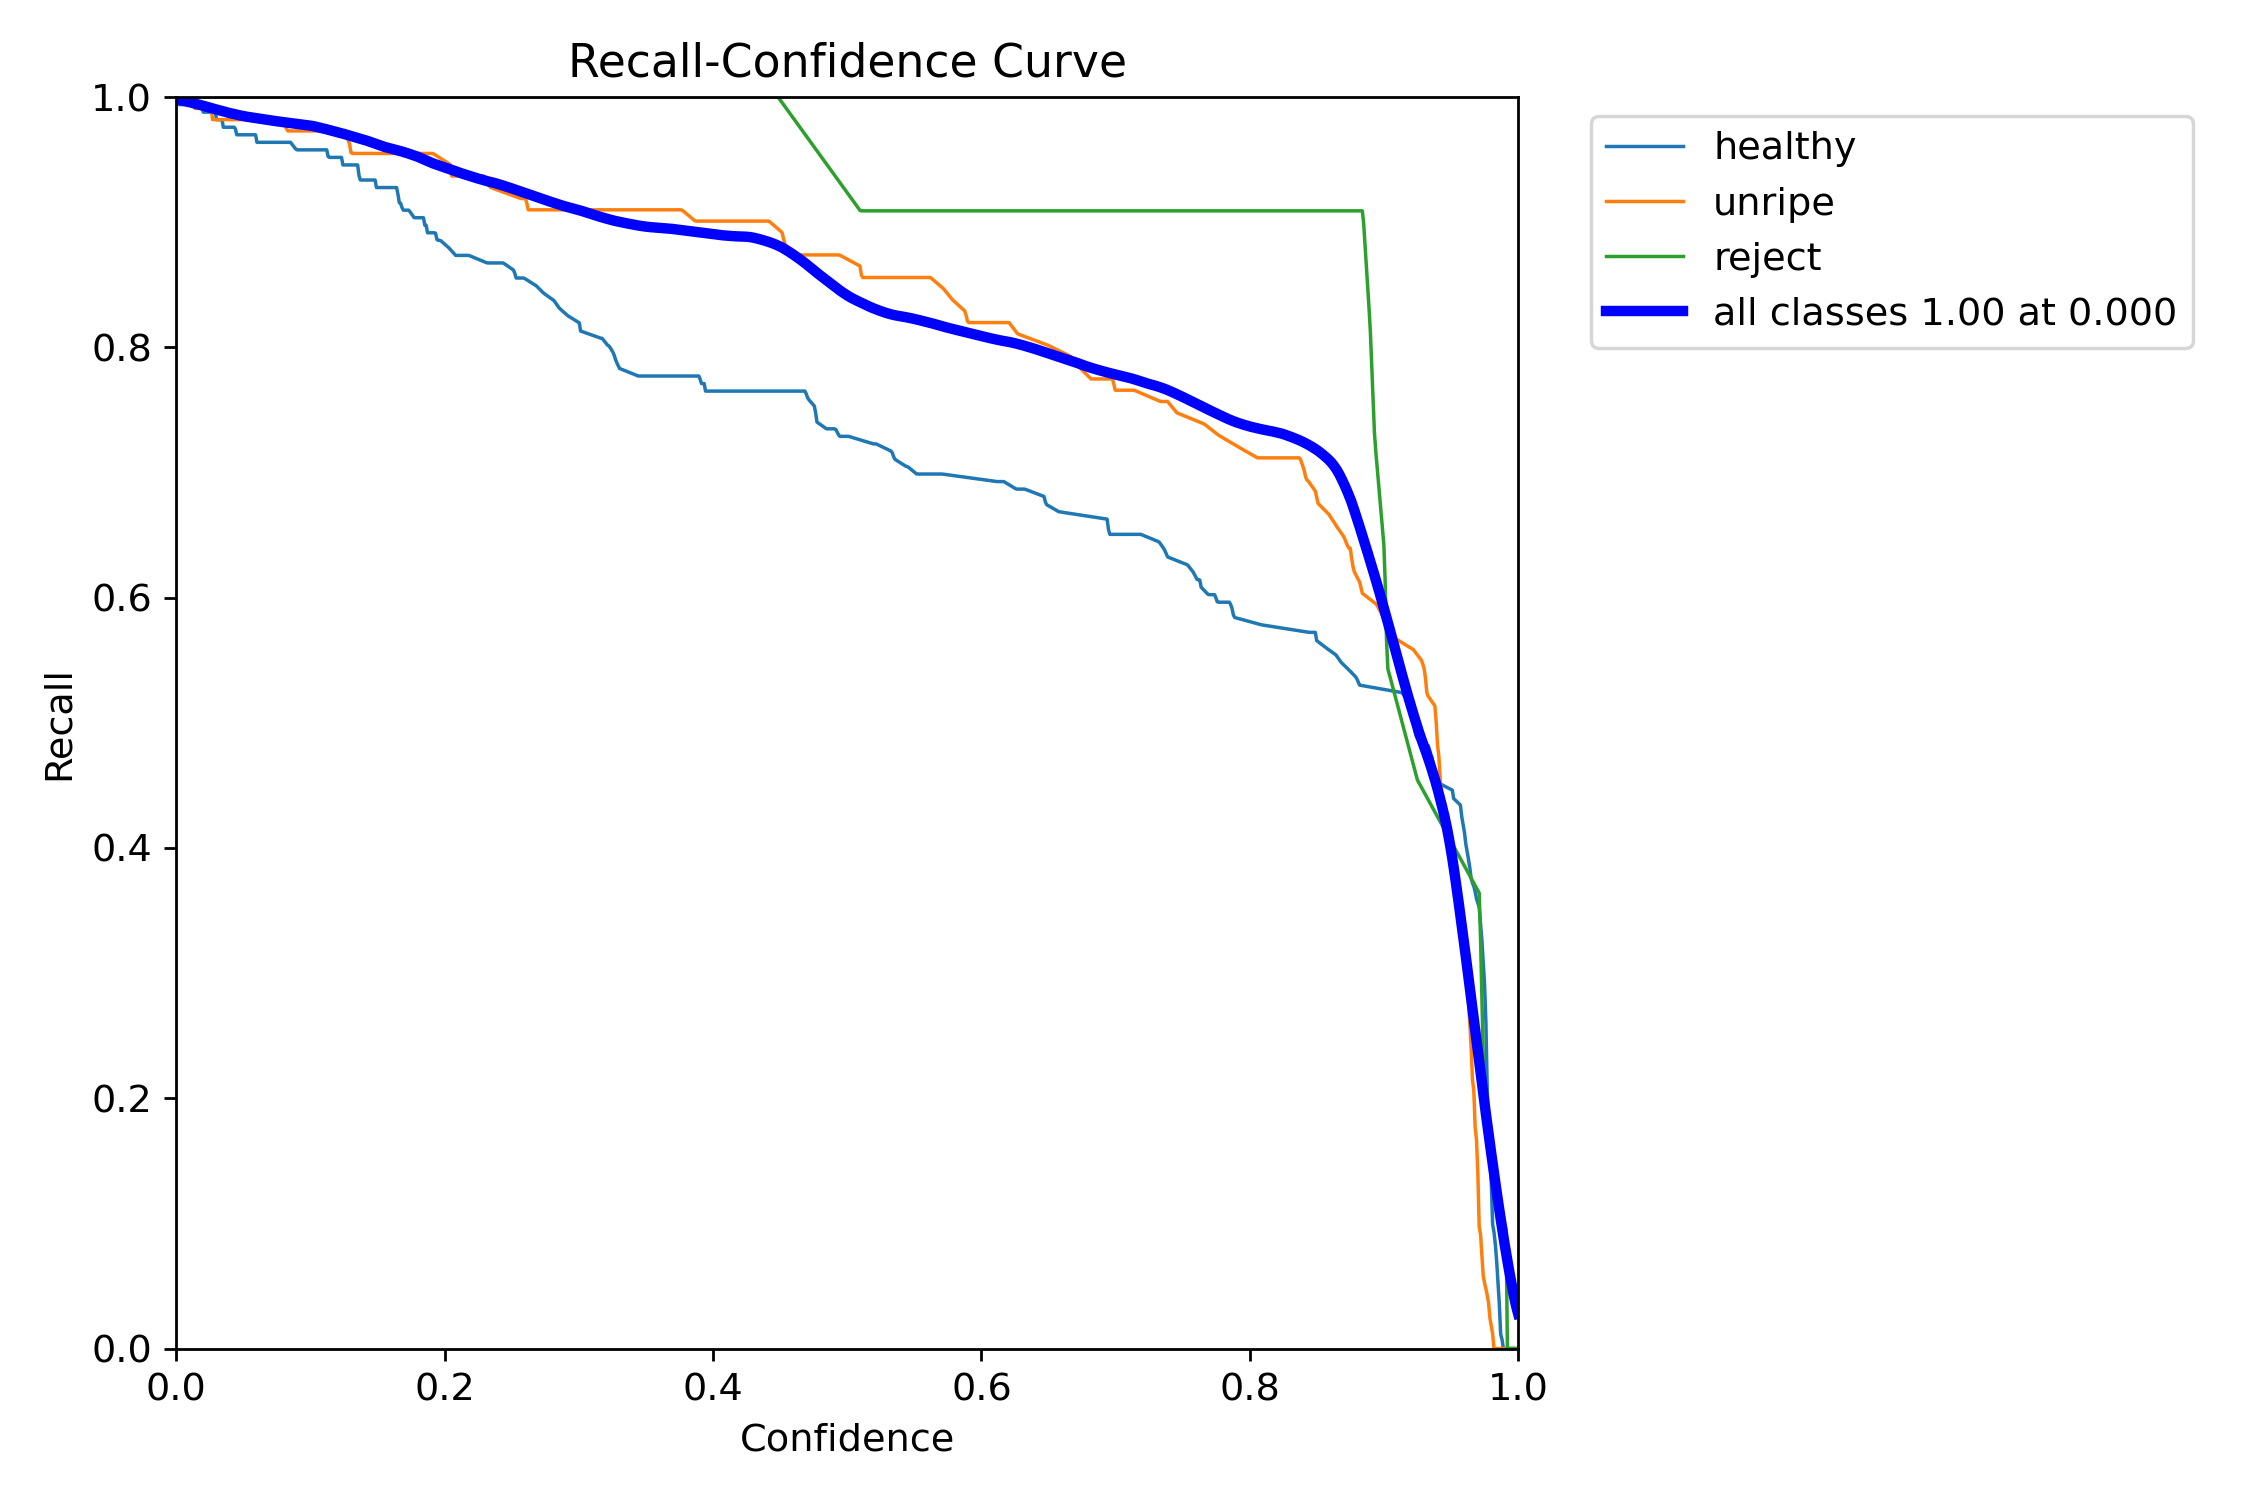 Recall-Confidence Curve
1.0
0.8
0.6
0.4
0.2
0.0
Recall
0.0 0.2 0.4 0.6 0.8 1.0
Confidence
healthy
unripe
reject
all classes 1.00 at 0.000